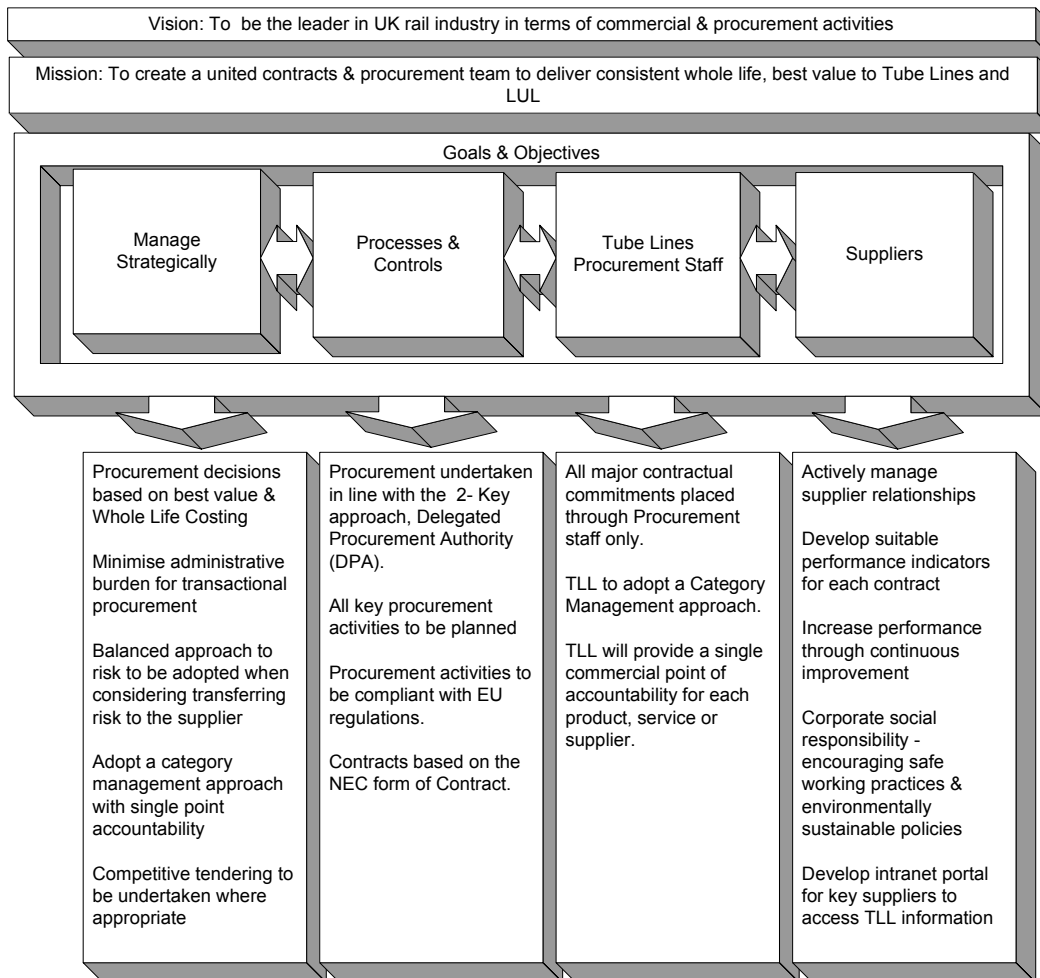 Vision: To be the leader in UK rail industry in terms of commercial & procurement activities
Mission: To create a united contracts & procurement team to deliver consistent whole life, best value to Tube Lines and
LUL
Goals & Objectives
Manage
Strategically
Processes &
Controls
Tube Lines
Procurement Staff
Suppliers
Procurement decisions
based on best value &
Whole Life Costing
Minimise administrative
burden for transactional
procurement
Balanced approach to
risk to be adopted when
considering transferring
risk to the supplier
Adopt a category
management approach
with single point
accountability
Competitive tendering to
be undertaken where
appropriate
Procurement undertaken
in line with the 2- Key
approach, Delegated
Procurement Authority
(DPA).
All key procurement
activities to be planned
Procurement activities to
be compliant with EU
regulations.
Contracts based on the
NEC form of Contract.
All major contractual
commitments placed
through Procurement
staff only.
TLL to adopt a Category
Management approach.
TLL will provide a single
commercial point of
accountability for each
product, service or
supplier.
Actively manage
supplier relationships
Develop suitable
performance indicators
for each contract
Increase performance
through continuous
improvement
Corporate social
responsibility -
encouraging safe
working practices &
environmentally
sustainable policies
Develop intranet portal
for key suppliers to
access TLL information